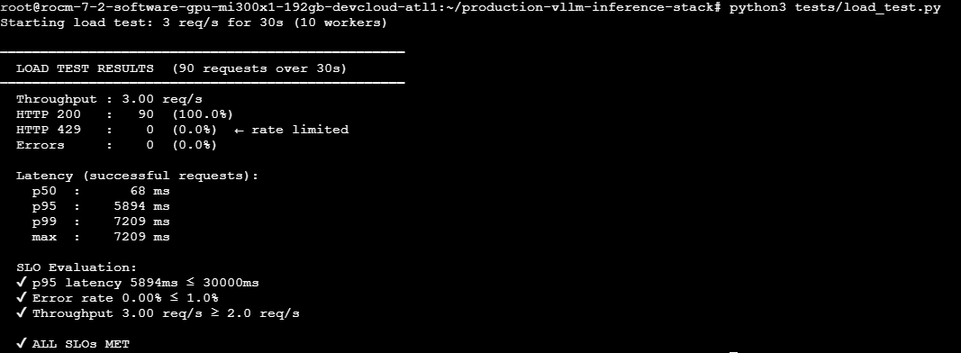 root@rocm-7-2-software-gpu-mi300x1-192gb-devcloud-atl1:~/production-vllm-inference-stack# python3 tests/load_test.py
Starting load test: 3 req/s for 30s (10 workers)
LOAD TEST RESULTS  (90 requests over 30s)
Throughput : 3.00 req/s
HTTP 200   :   90  (100.0%)
HTTP 429   :    0  (0.0%)  ← rate limited
Errors     :    0  (0.0%)
Latency (successful requests):
p50  :      68 ms
p95  :    5894 ms
p99  :    7209 ms
max  :    7209 ms
SLO Evaluation:
✓ p95 latency 5894ms ≤ 30000ms
✓ Error rate 0.00% ≤ 1.0%
✓ Throughput 3.00 req/s ≥ 2.0 req/s
✓ ALL SLOs MET